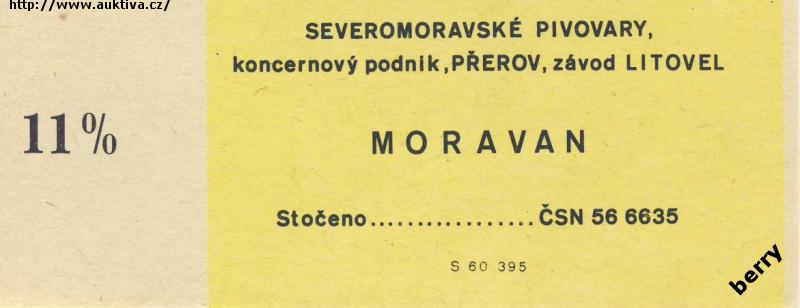 http://www.auktiva.cz/
SEVEROMORAVSKÉ PIVOVARY,
koncernový podnik, PŘEROV, závod LITOVEL
11%
MORAVAN
Stočeno..................ČSN 56 6635
S 60 395
berry